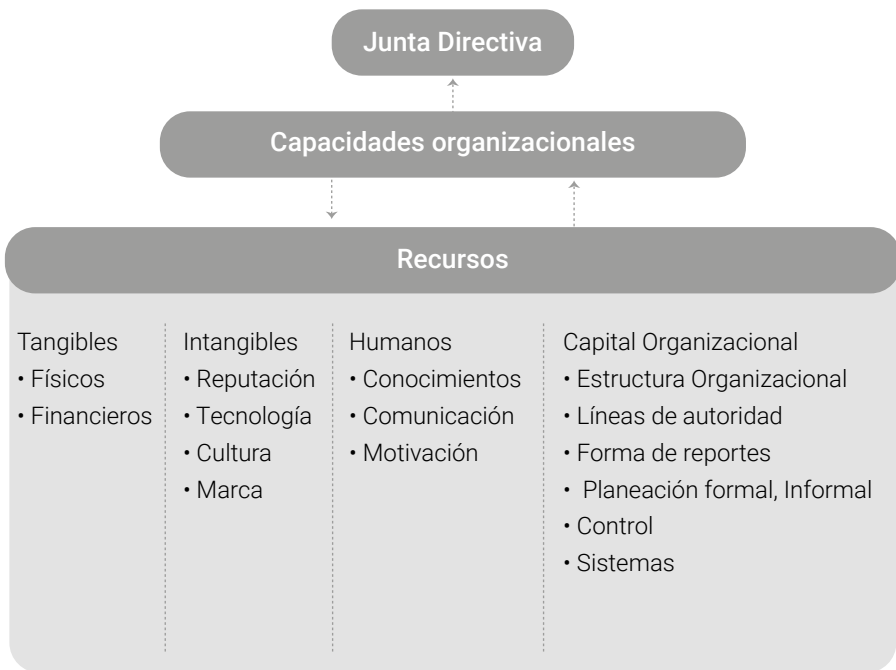 Junta Directiva
Capacidades organizacionales
Recursos
Tangibles
• Físicos
• Financieros
Intangibles
• Reputación
• Tecnología
• Cultura
• Marca
Humanos
• Conocimientos
• Comunicación
• Motivación
Capital Organizacional
• Estructura Organizacional
• Líneas de autoridad
• Forma de reportes
• Planeación formal, Informal
• Control
• Sistemas